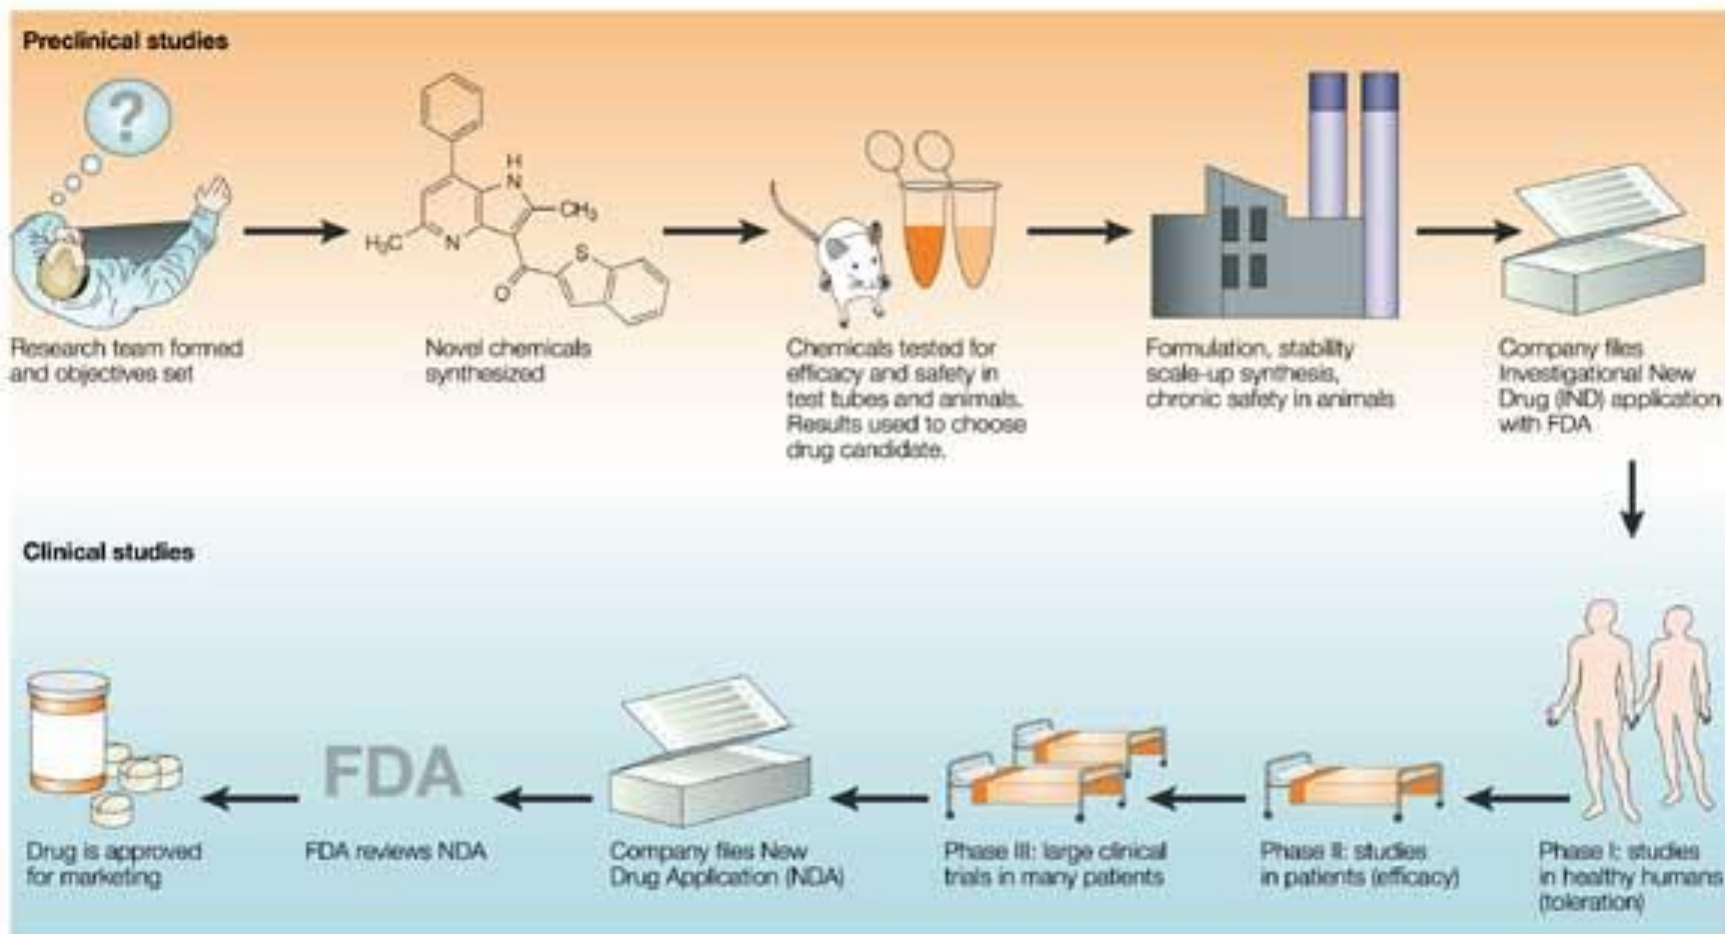 Preclinical studies
?
H
N
CH3
H3C
N
S
O
Research team formed
and objectives set
Novel chemicals
synthesized
Chemicals tested for
efficacy and safety in
test tubes and animals.
Results used to choose
drug candidate.
Formulation, stability
scale-up synthesis,
chronic safety in animals
Company files
Investigational New
Drug (IND) application
with FDA
Clinical studies
Drug is approved
for marketing
FDA
FDA reviews NDA
Company files New
Drug Application (NDA)
Phase III: large clinical
trials in many patients
Phase II: studies
in patients (efficacy)
Phase I: studies
in healthy humans
(toleration)